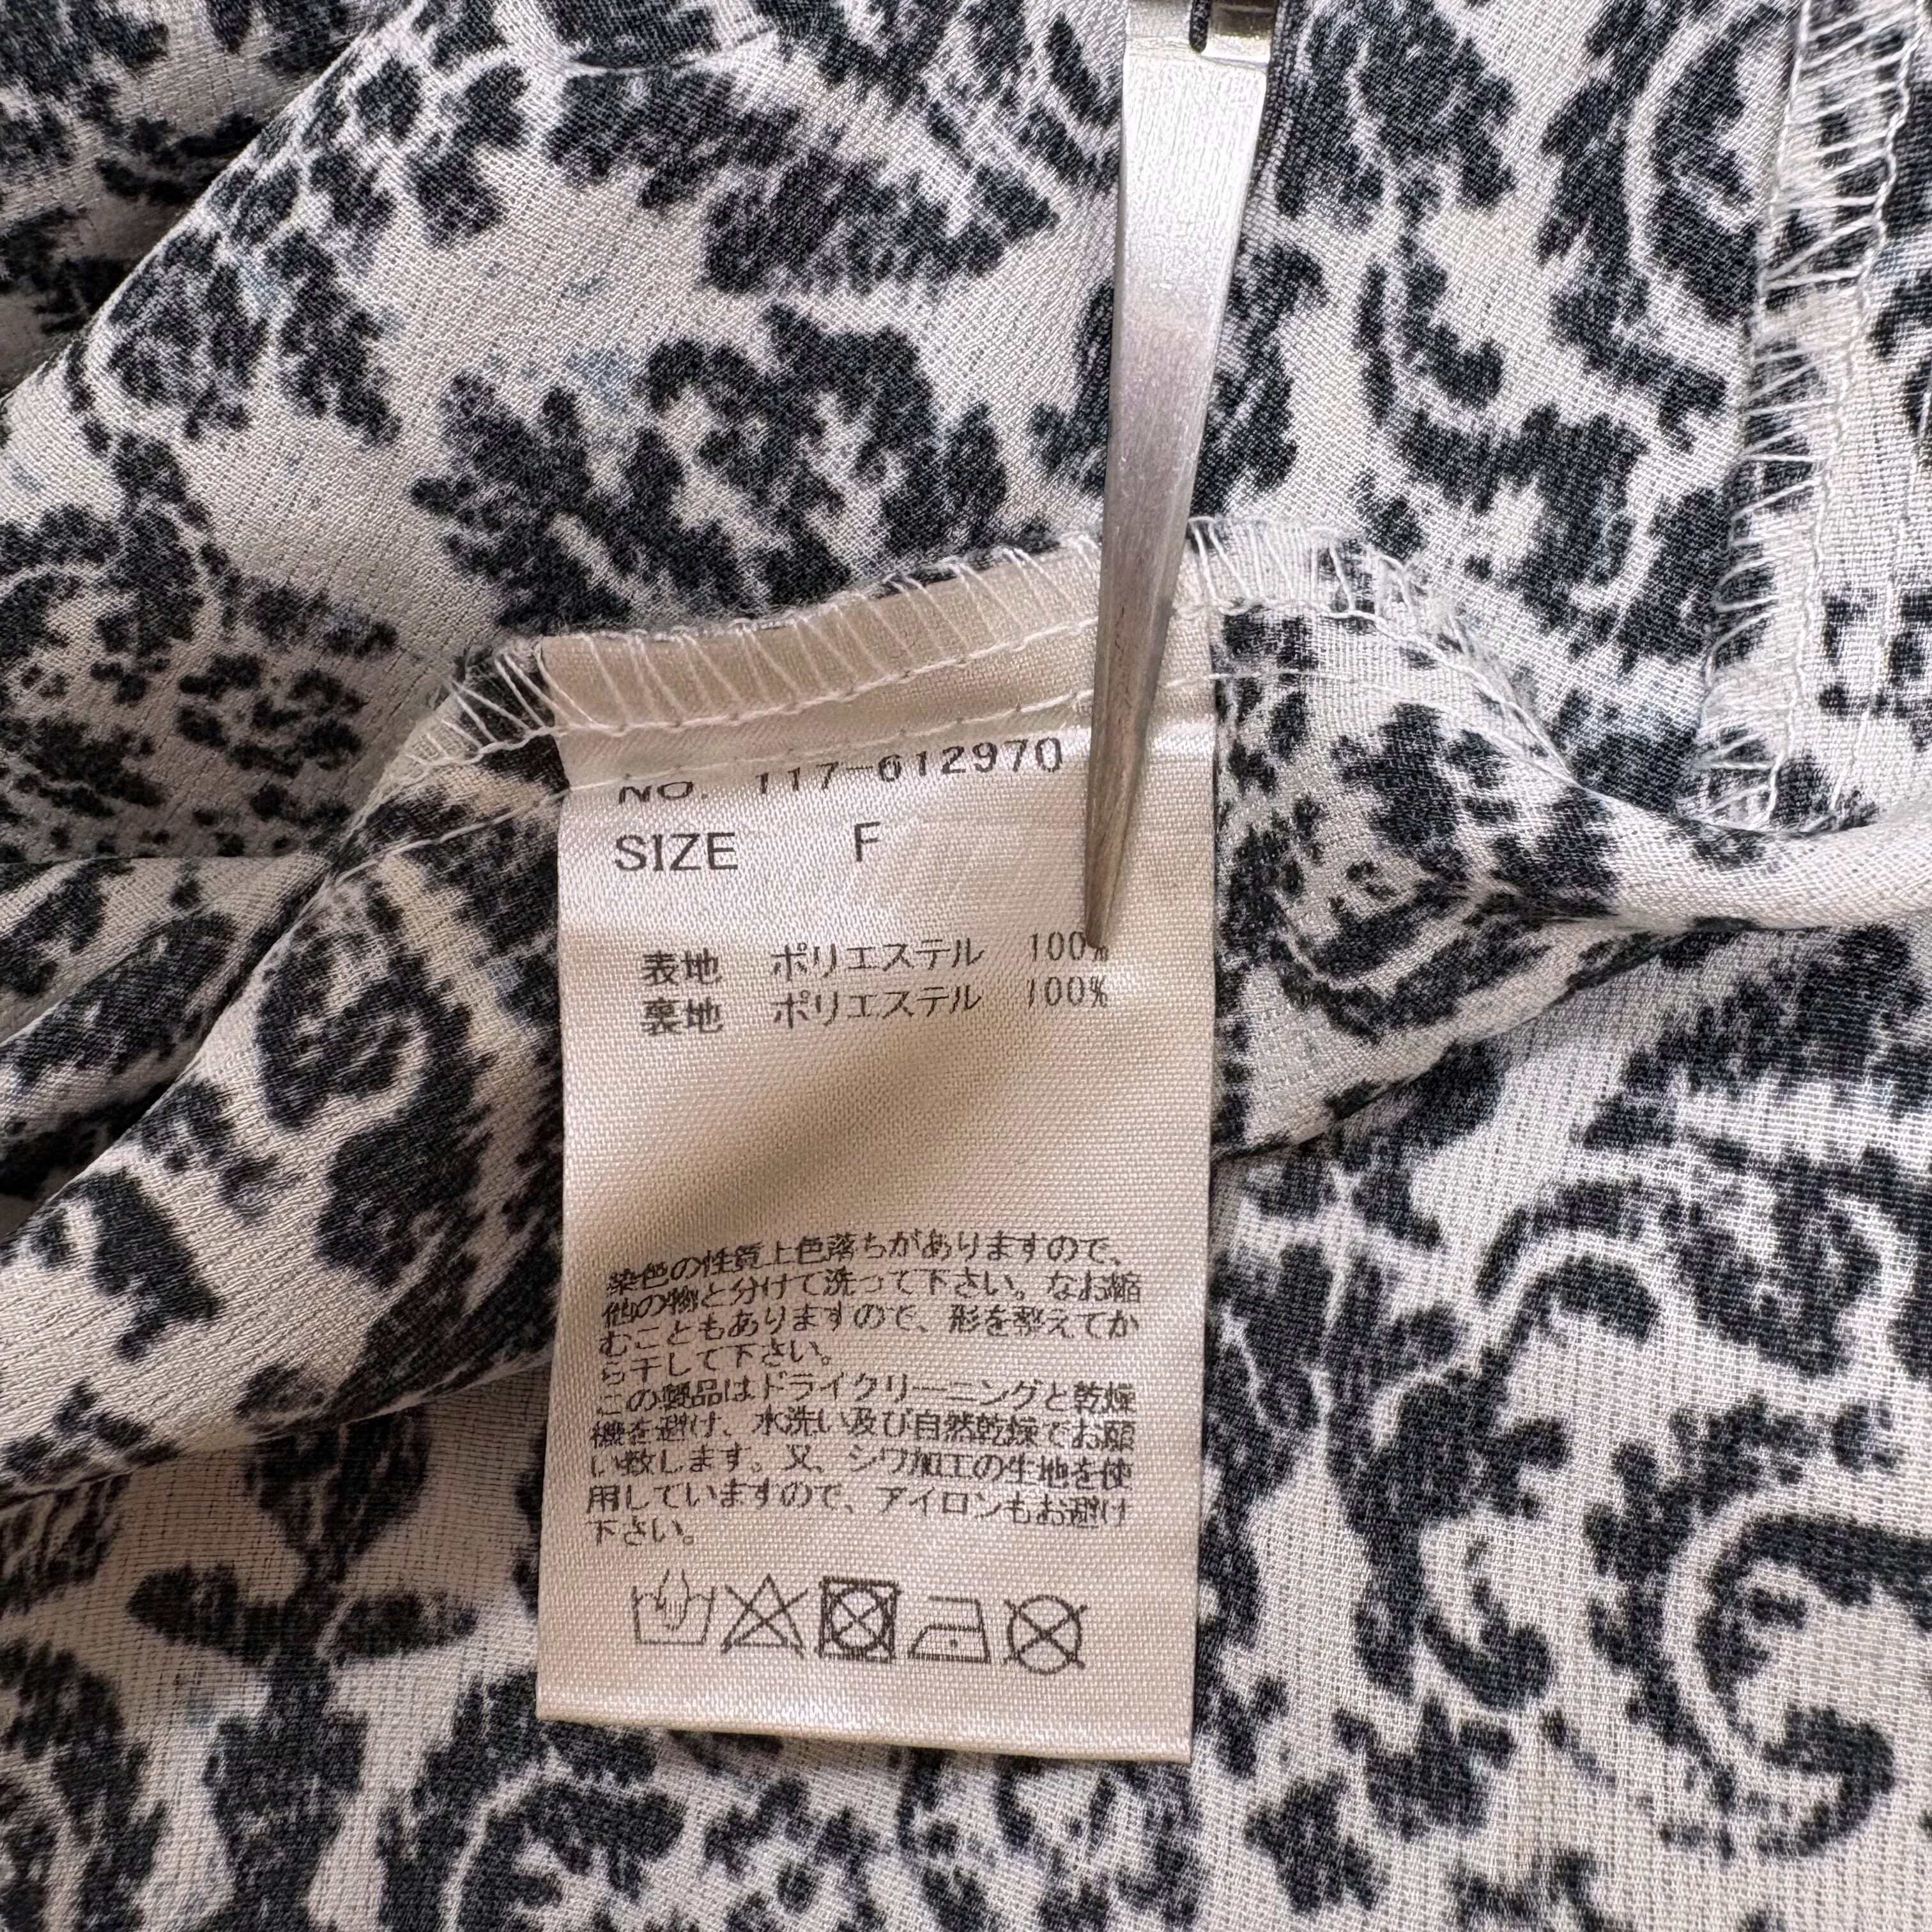 NO. 117-612970
SIZE F
表地 ポリエステル 100%
裏地 ポリエステル 100%
染色の性質上色落ちがありますので、
他の物と分けて洗って下さい。なお縮
むこともありますので、形を整えてか
ら干して下さい。
この製品はドライクリーニングと乾燥
機を避け、水洗い及び自然乾燥でお願
い致します。又、シワ加工の生地を使
用していますので、アイロンもお避け
下さい。